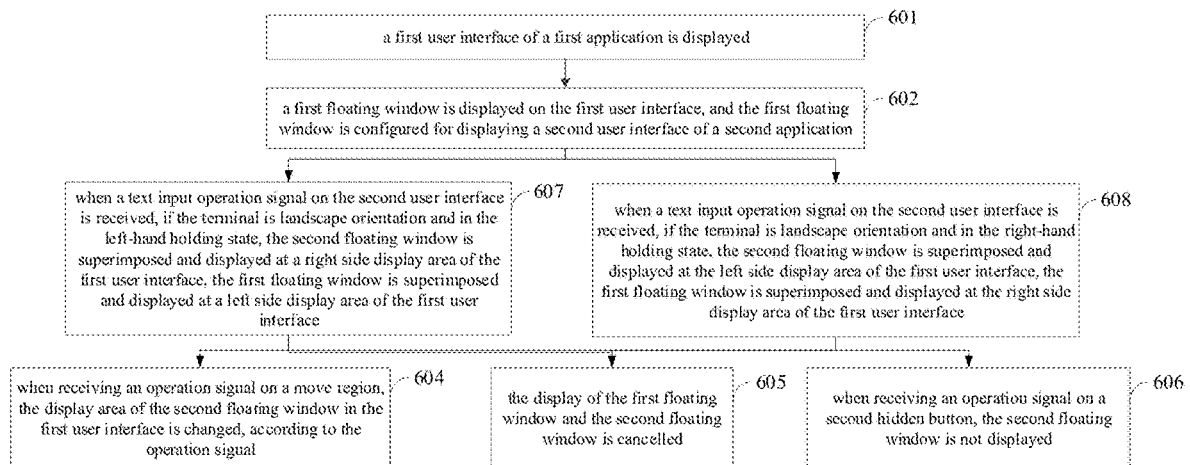 601
a first user interface of a first application is displayed
602
a first floating window is displayed on the first user interface, and the first floating
window is configured for displaying a second user interface of a second application
607
when a text input operation signal on the second user interface
is received, if the terminal is landscape orientation and in the
left-hand holding state, the second floating window is
superimposed and displayed at a right side display area of the
first user interface, the first floating window is superimposed
and displayed at a left side display area of the first user
interface
608
when a text input operation signal on the second user interface is
received, if the terminal is landscape orientation and in the right-hand
holding state, the second floating window is superimposed and
displayed at the left side display area of the first user interface, the
first floating window is superimposed and displayed at the right side
display area of the first user interface
604
when receiving an operation signal on a move region,
the display area of the second floating window in the
first user interface is changed, according to the
operation signal
605
the display of the first floating
window and the second floating
window is cancelled
606
when receiving an operation signal on a
second hidden button, the second floating
window is not displayed